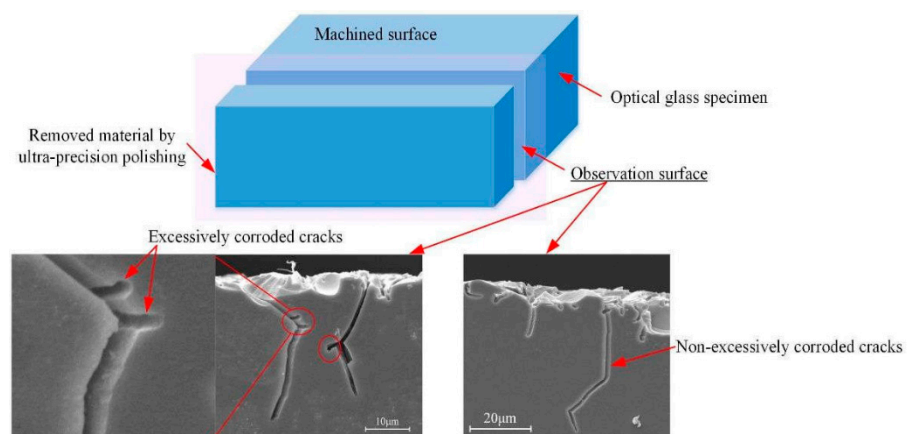 Machined surface
Optical glass specimen
Removed material by
ultra-precision polishing
Observation surface
Excessively corroded cracks
Non-excessively corroded cracks
10μm
20μm